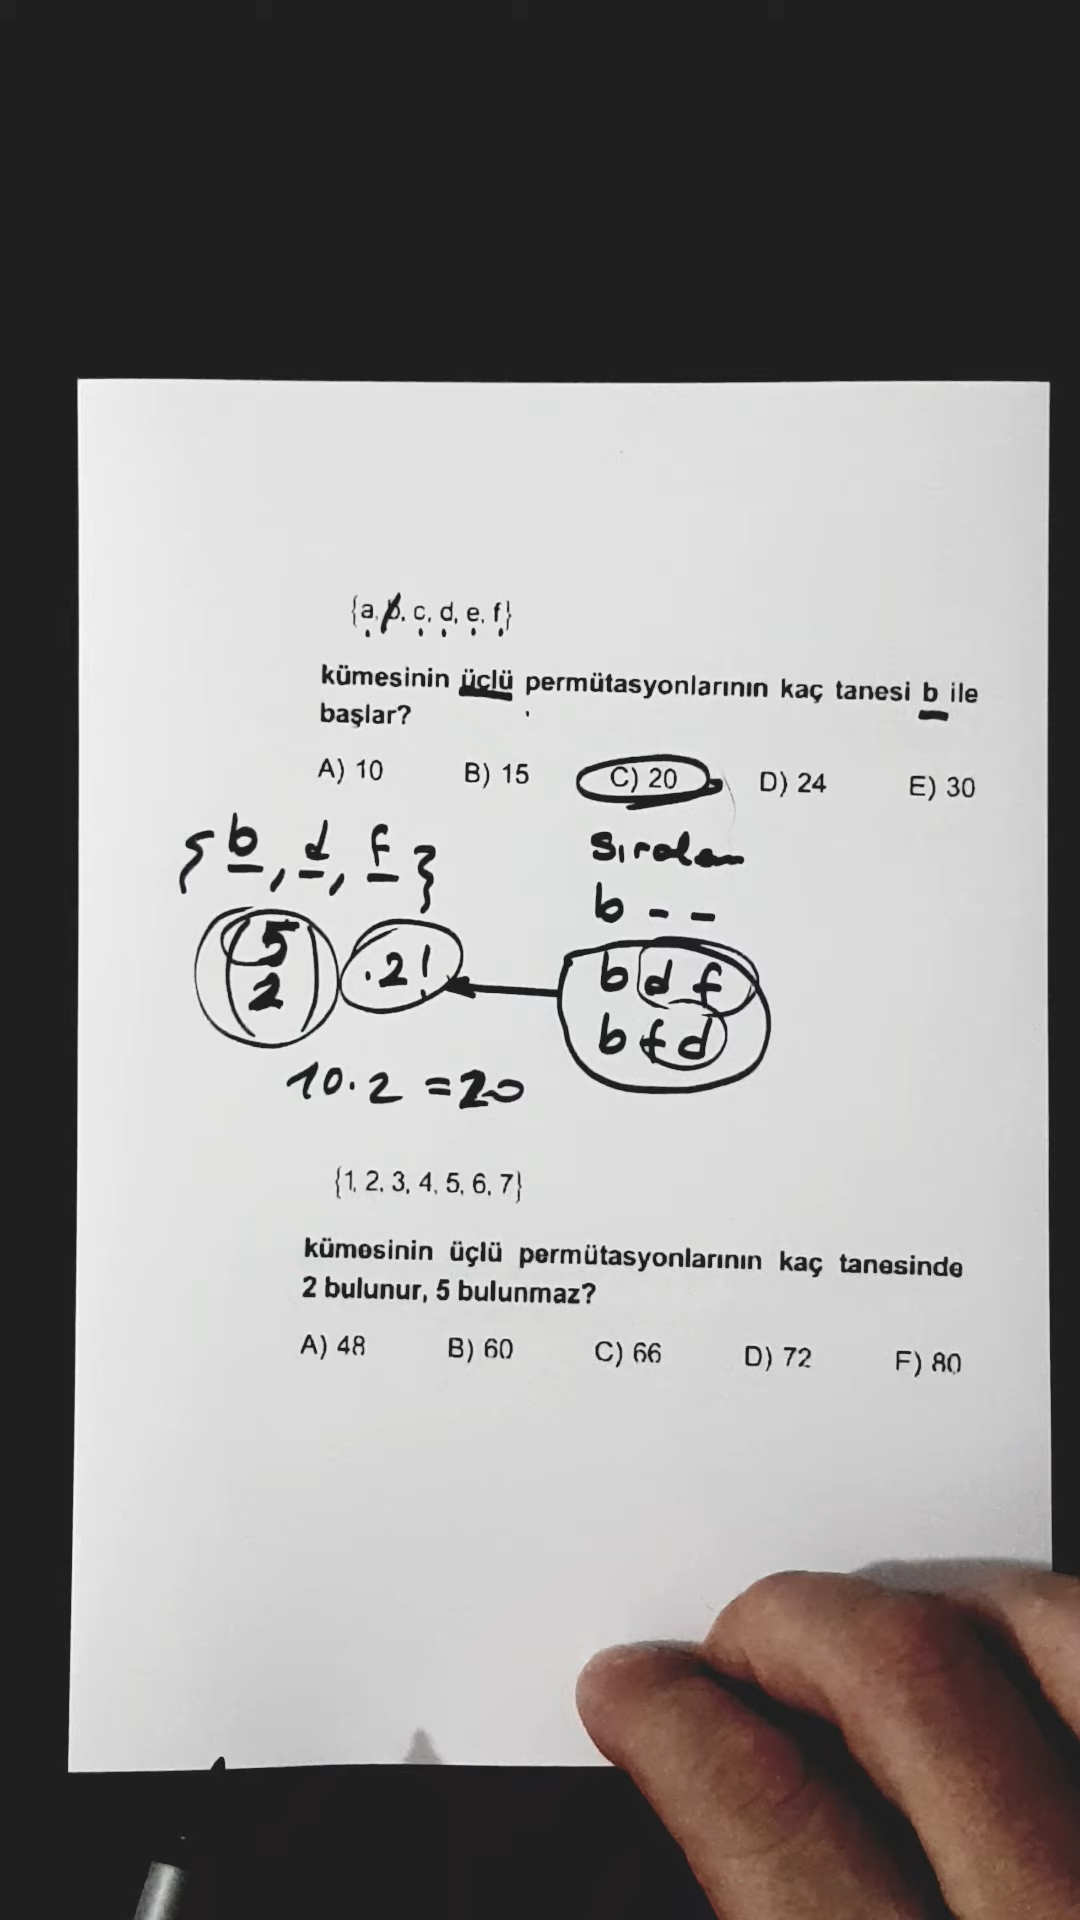 {a, b, c, d, e, f}
kümesinin üçlü permütasyonlarının kaç tanesi b ile
başlar?
A) 10 B) 15 C) 20 D) 24 E) 30
{b, d, f}
Sıralam
b - -
(5 2) .2!
b d f
b f d
10.2 = 20
{1, 2, 3, 4, 5, 6, 7}
kümesinin üçlü permütasyonlarının kaç tanesinde
2 bulunur, 5 bulunmaz?
A) 48 B) 60 C) 66 D) 72 F) 80